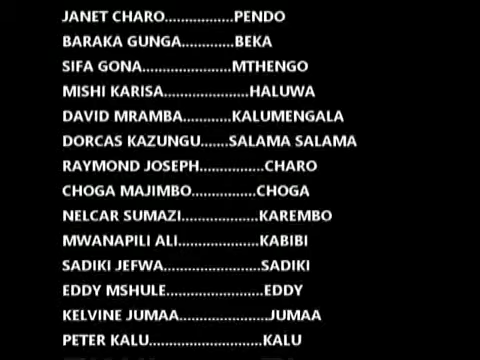 JANET CHARO.................PENDO
BARAKA GUNGA.............BEKA
SIFA GONA......................MTHENGO
MISHI KARISA.....................HALUWA
DAVID MRAMBA............KALUMENGALA
DORCAS KAZUNGU.......SALAMA SALAMA
RAYMOND JOSEPH................CHARO
CHOGA MAJIMBO................CHOGA
NELCAR SUMAZI...................KAREMBO
MWANAPILI ALI....................KABIBI
SADIKI JEFWA........................SADIKI
EDDY MSHULE........................EDDY
KELVINE JUMAA......................JUMAA
PETER KALU............................KALU